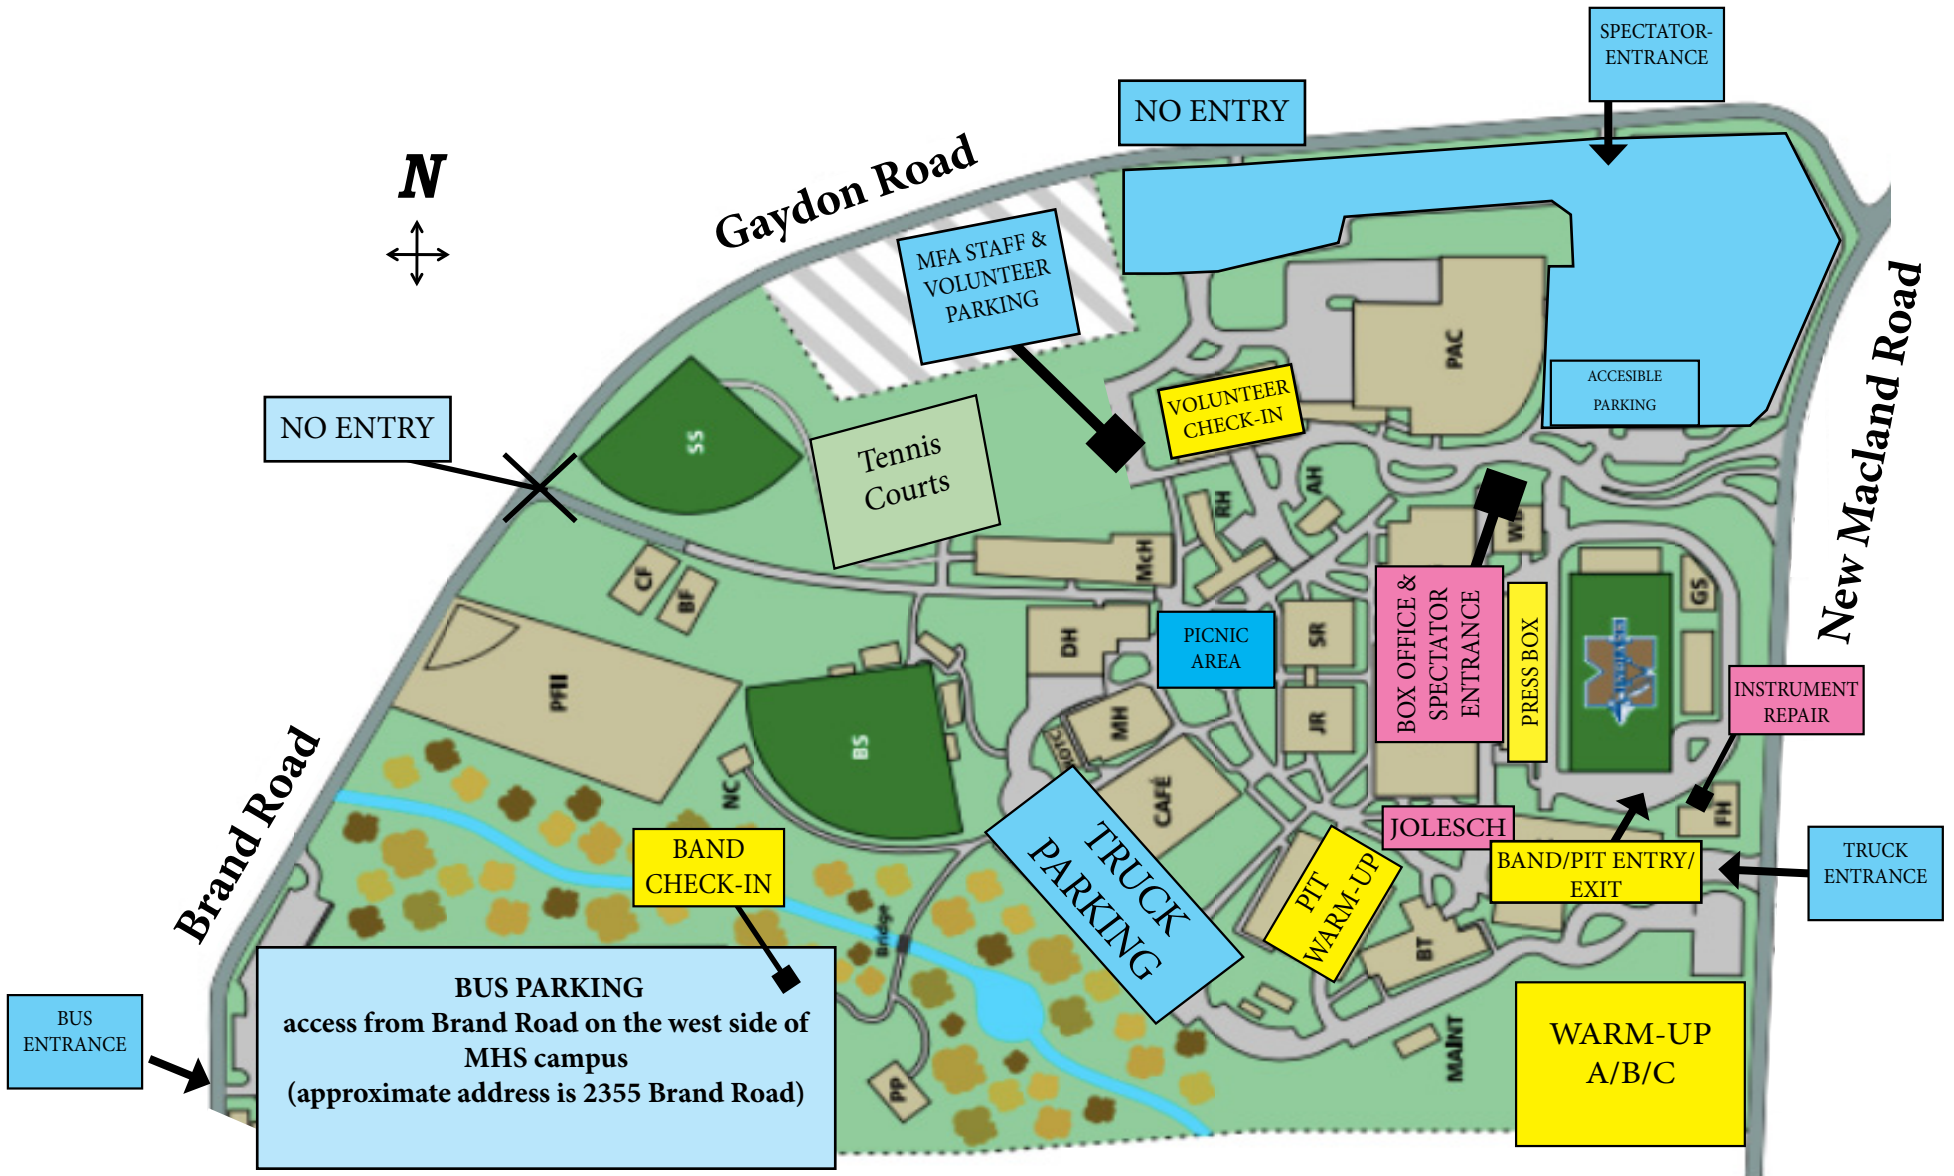 SPECTATOR-
ENTRANCE
NO ENTRY
N
Gaydon Road
MFA STAFF &
VOLUNTEER
PARKING
PAC
New Macland Road
ACCESIBLE
PARKING
VOLUNTEER
CHECK-IN
NO ENTRY
SS
Tennis
Courts
RH
AH
McH
CF
BF
GS
DH
PICNIC
AREA
SR
BOX OFFICE &
SPECTATOR
ENTRANCE
PRESS BOX
INSTRUMENT
REPAIR
PFII
MH
JR
BS
NC
CAFÉ
FH
Brand Road
TRUCK
PARKING
JOLESCH
BAND
CHECK-IN
PIT
WARM-UP
BAND/PIT ENTRY/
EXIT
TRUCK
ENTRANCE
Bridge
BT
BUS PARKING
access from Brand Road on the west side of
MHS campus
(approximate address is 2355 Brand Road)
BUS
ENTRANCE
PP
MAINT
WARM-UP
A/B/C